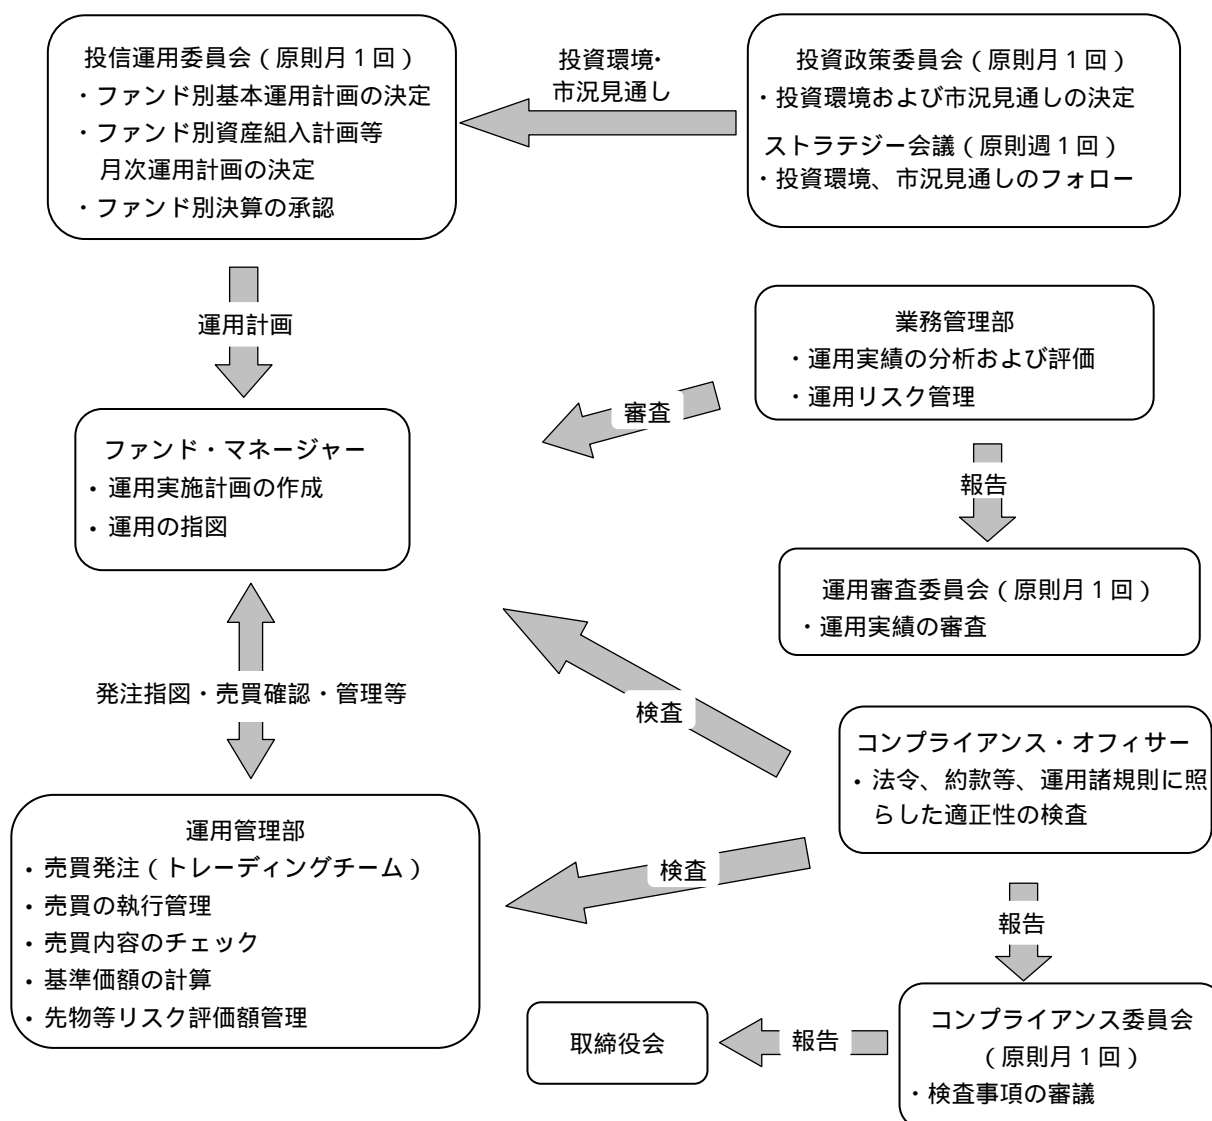 投信運用委員会(原則月1回)
・ファンド別基本運用計画の決定
・ファンド別資産組入計画等
月次運用計画の決定
・ファンド別決算の承認
投資環境・
市況見通し
投資政策委員会(原則月1回)
・投資環境および市況見通しの決定
ストラテジー会議(原則週1回)
・投資環境、市況見通しのフォロー
運用計画
業務管理部
・運用実績の分析および評価
・運用リスク管理
審査
ファンド・マネージャー
・運用実施計画の作成
・運用の指図
報告
運用審査委員会(原則月1回)
・運用実績の審査
発注指図・売買確認・管理等
検査
コンプライアンス・オフィサー
・法令、約款等、運用諸規則に照
らした適正性の検査
運用管理部
・売買発注(トレーディングチーム)
・売買の執行管理
・売買内容のチェック
・基準価額の計算
・先物等リスク評価額管理
検査
報告
コンプライアンス委員会
(原則月1回)
・検査事項の審議
報告
取締役会